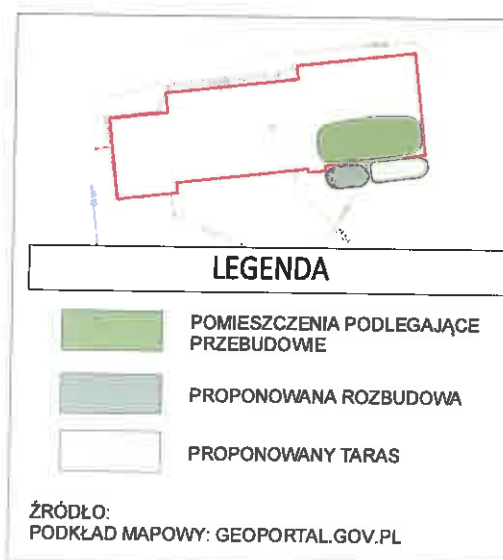 LEGENDA
POMIESZCZENIA PODLEGAJĄCE
PRZEBUDOWIE
PROPONOWANA ROZBUDOWA
PROPONOWANY TARAS
ŹRÓDŁO:
PODKŁAD MAPOWY: GEOPORTAL.GOV.PL